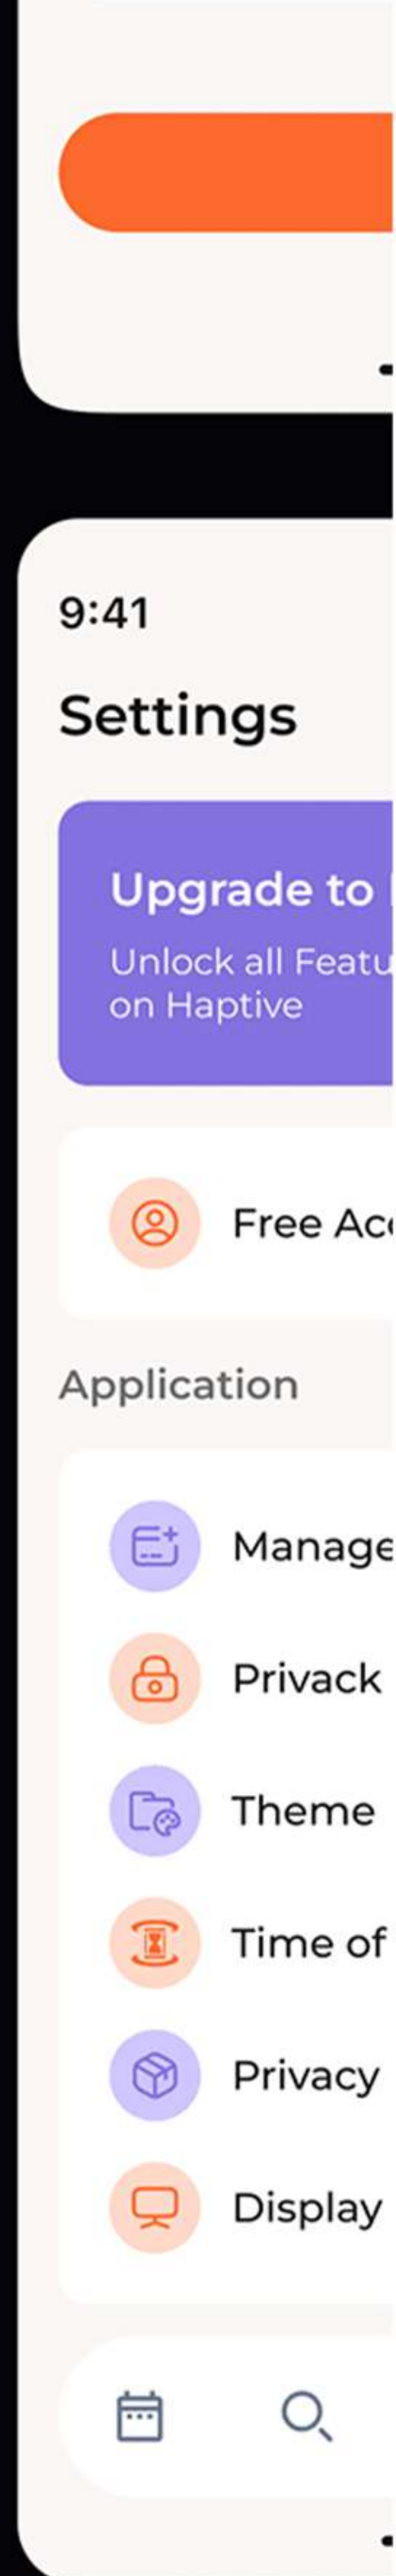 9:41
Settings
Upgrade to
Unlock all Featu
on Haptive
Free Acc
Application
Manage
Privack
Theme
Time of
Privacy
Display